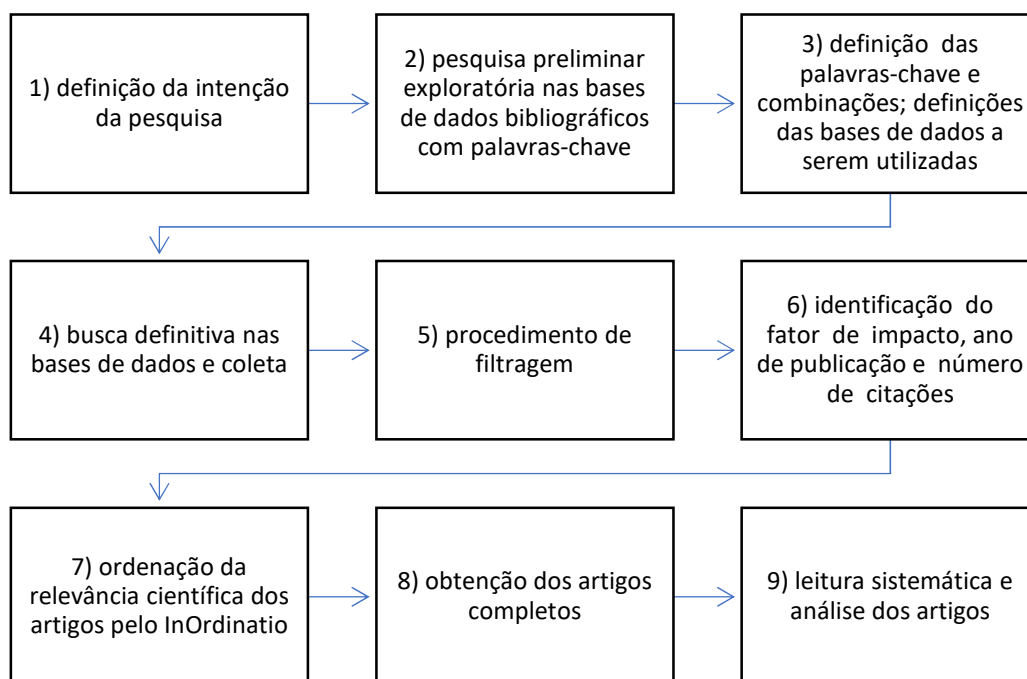 1) definição da intenção
da pesquisa
2) pesquisa preliminar
exploratória nas bases
de dados bibliográficos
com palavras-chave
3) definição das
palavras-chave e
combinações; definições
das bases de dados a
serem utilizadas
4) busca definitiva nas
bases de dados e coleta
5) procedimento de
filtragem
6) identificação do
fator de impacto, ano
de publicação e número
de citações
7) ordenação da
relevância científica dos
artigos pelo InOrdinatio
8) obtenção dos artigos
completos
9) leitura sistemática e
análise dos artigos